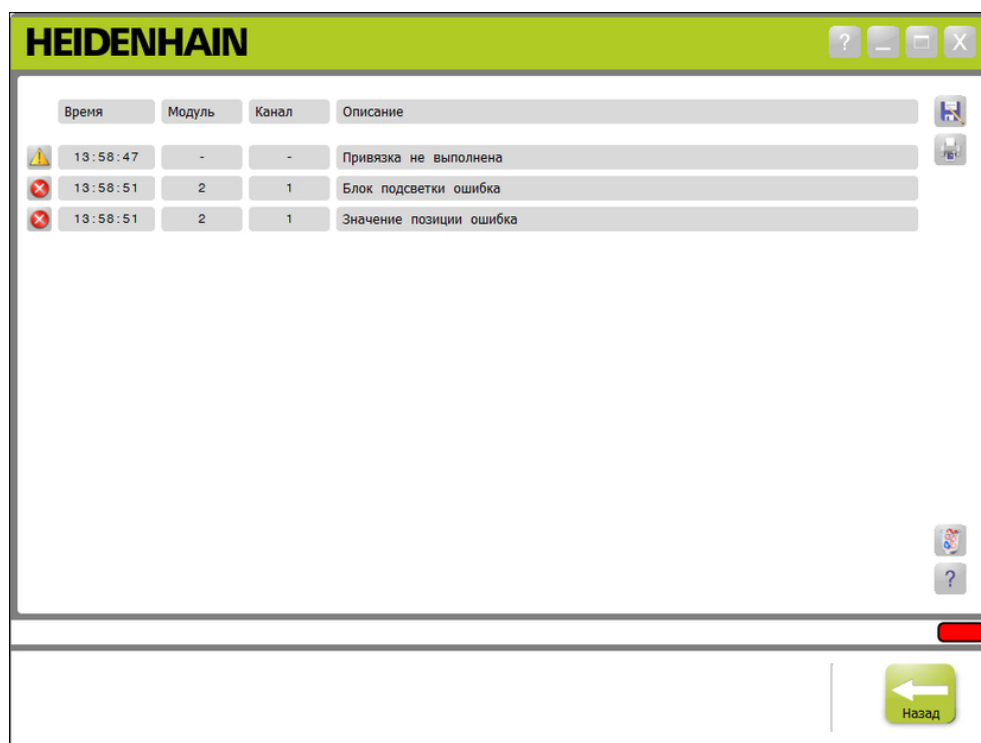 HEIDENHAIN
? _ X
Время Модуль Канал Описание
13:58:47 - - Привязка не выполнена
13:58:51 2 1 Блок подсветки ошибка
13:58:51 2 1 Значение позиции ошибка
?
Назад